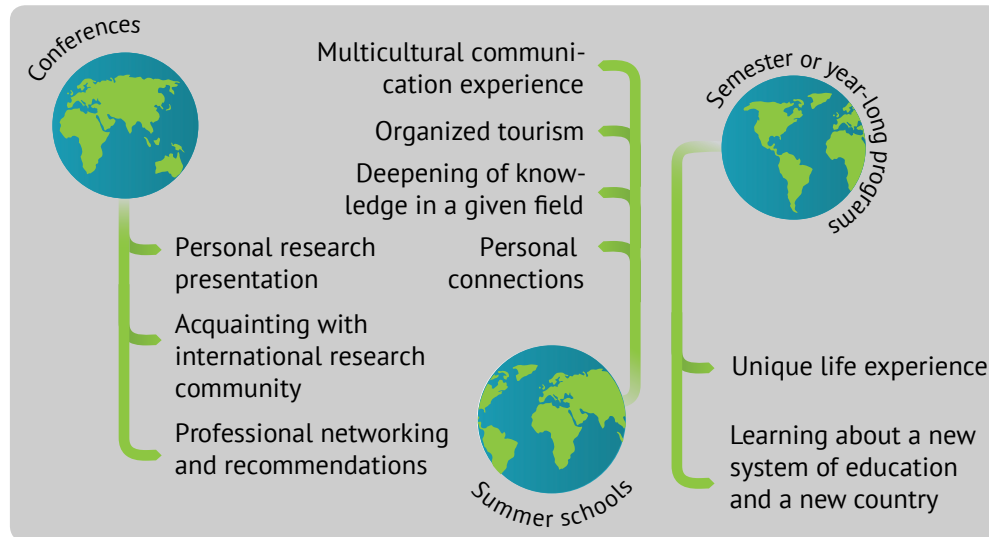 Conferences
Personal research
presentation
Acquainting with
international research
community
Professional networking
and recommendations
Multicultural communi-
cation experience
Organized tourism
Deepening of know-
ledge in a given field
Personal
connections
Summer schools
Semester or year-long programs
Unique life experience
Learning about a new
system of education
and a new country